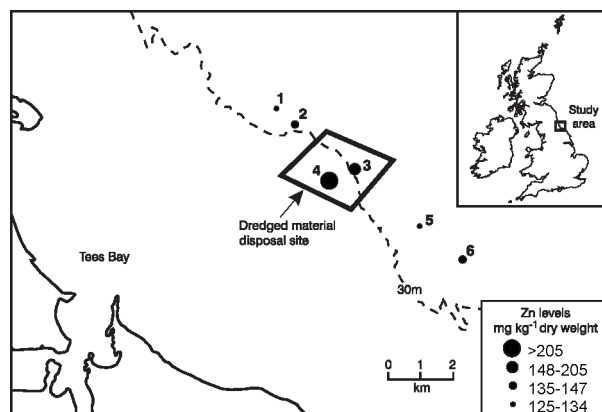 Study
area
1
2
3
4
Dredged material
disposal site
5
6
Tees Bay
30m
0 1 2
km
Zn levels
mg kg⁻¹ dry weight
>205
148-205
135-147
125-134